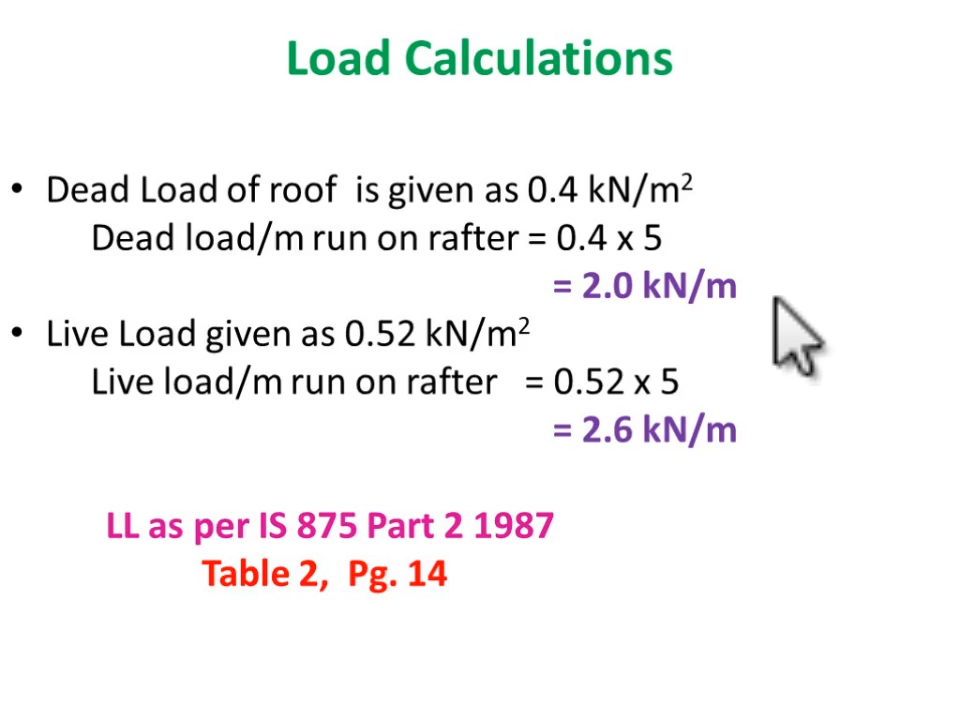 Load Calculations
• Dead Load of roof is given as 0.4 kN/m²
Dead load/m run on rafter = 0.4 x 5
= 2.0 kN/m
• Live Load given as 0.52 kN/m²
Live load/m run on rafter = 0.52 x 5
= 2.6 kN/m
LL as per IS 875 Part 2 1987
Table 2, Pg. 14